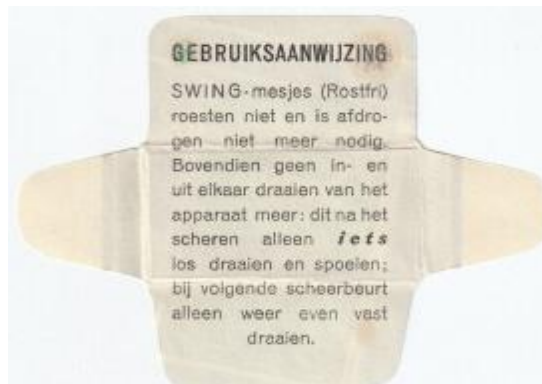 GEBRUIKSAANWIJZING
SWING-mesjes (Rostfri)
roesten niet en is afdro-
gen niet meer nodig.
Bovendien geen in- en
uit elkaar draaien van het
apparaat meer: dit na het
scheren alleen iets
los draaien en spoelen;
bij volgende scheerbeurt
alleen weer even vast
draaien.